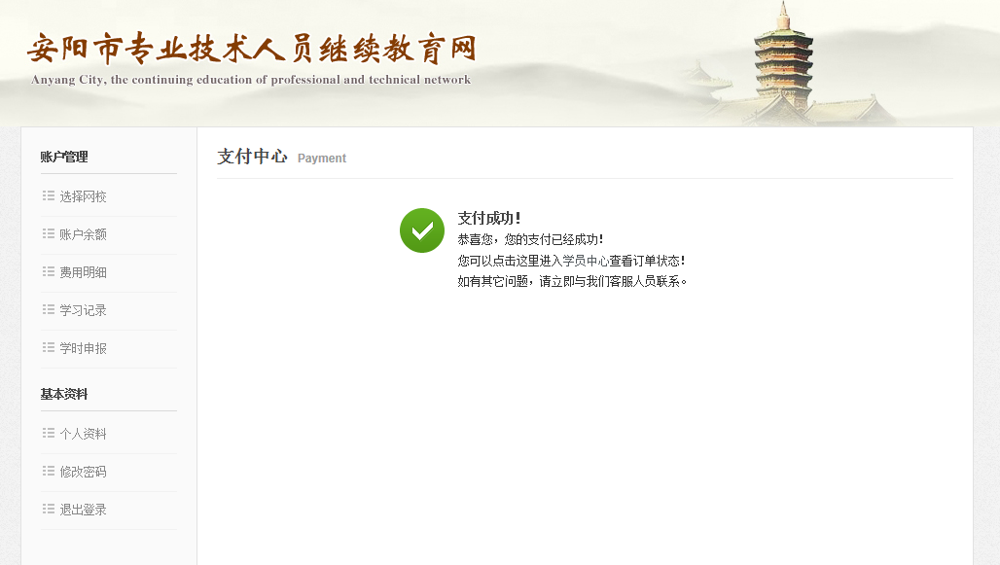 安阳市专业技术人员继续教育网
Anyang City, the continuing education of professional and technical network
账户管理
选择网校
账户余额
费用明细
学习记录
学时申报
基本资料
个人资料
修改密码
退出登录
支付中心 Payment
支付成功！
恭喜您，您的支付已经成功！
您可以点击这里进入学员中心查看订单状态！
如有其它问题，请立即与我们客服人员联系。